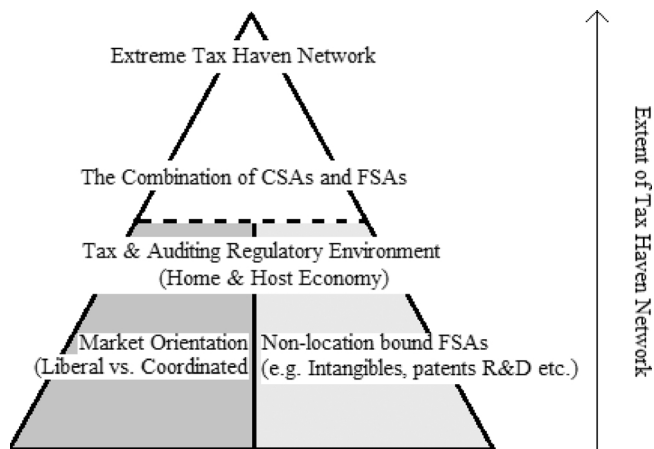 Extreme Tax Haven Network
The Combination of CSAs and FSAs
Tax & Auditing Regulatory Environment
(Home & Host Economy)
Market Orientation
(Liberal vs. Coordinated
Non-location bound FSAs
(e.g. Intangibles, patents R&D etc.)
Extent of Tax Haven Network